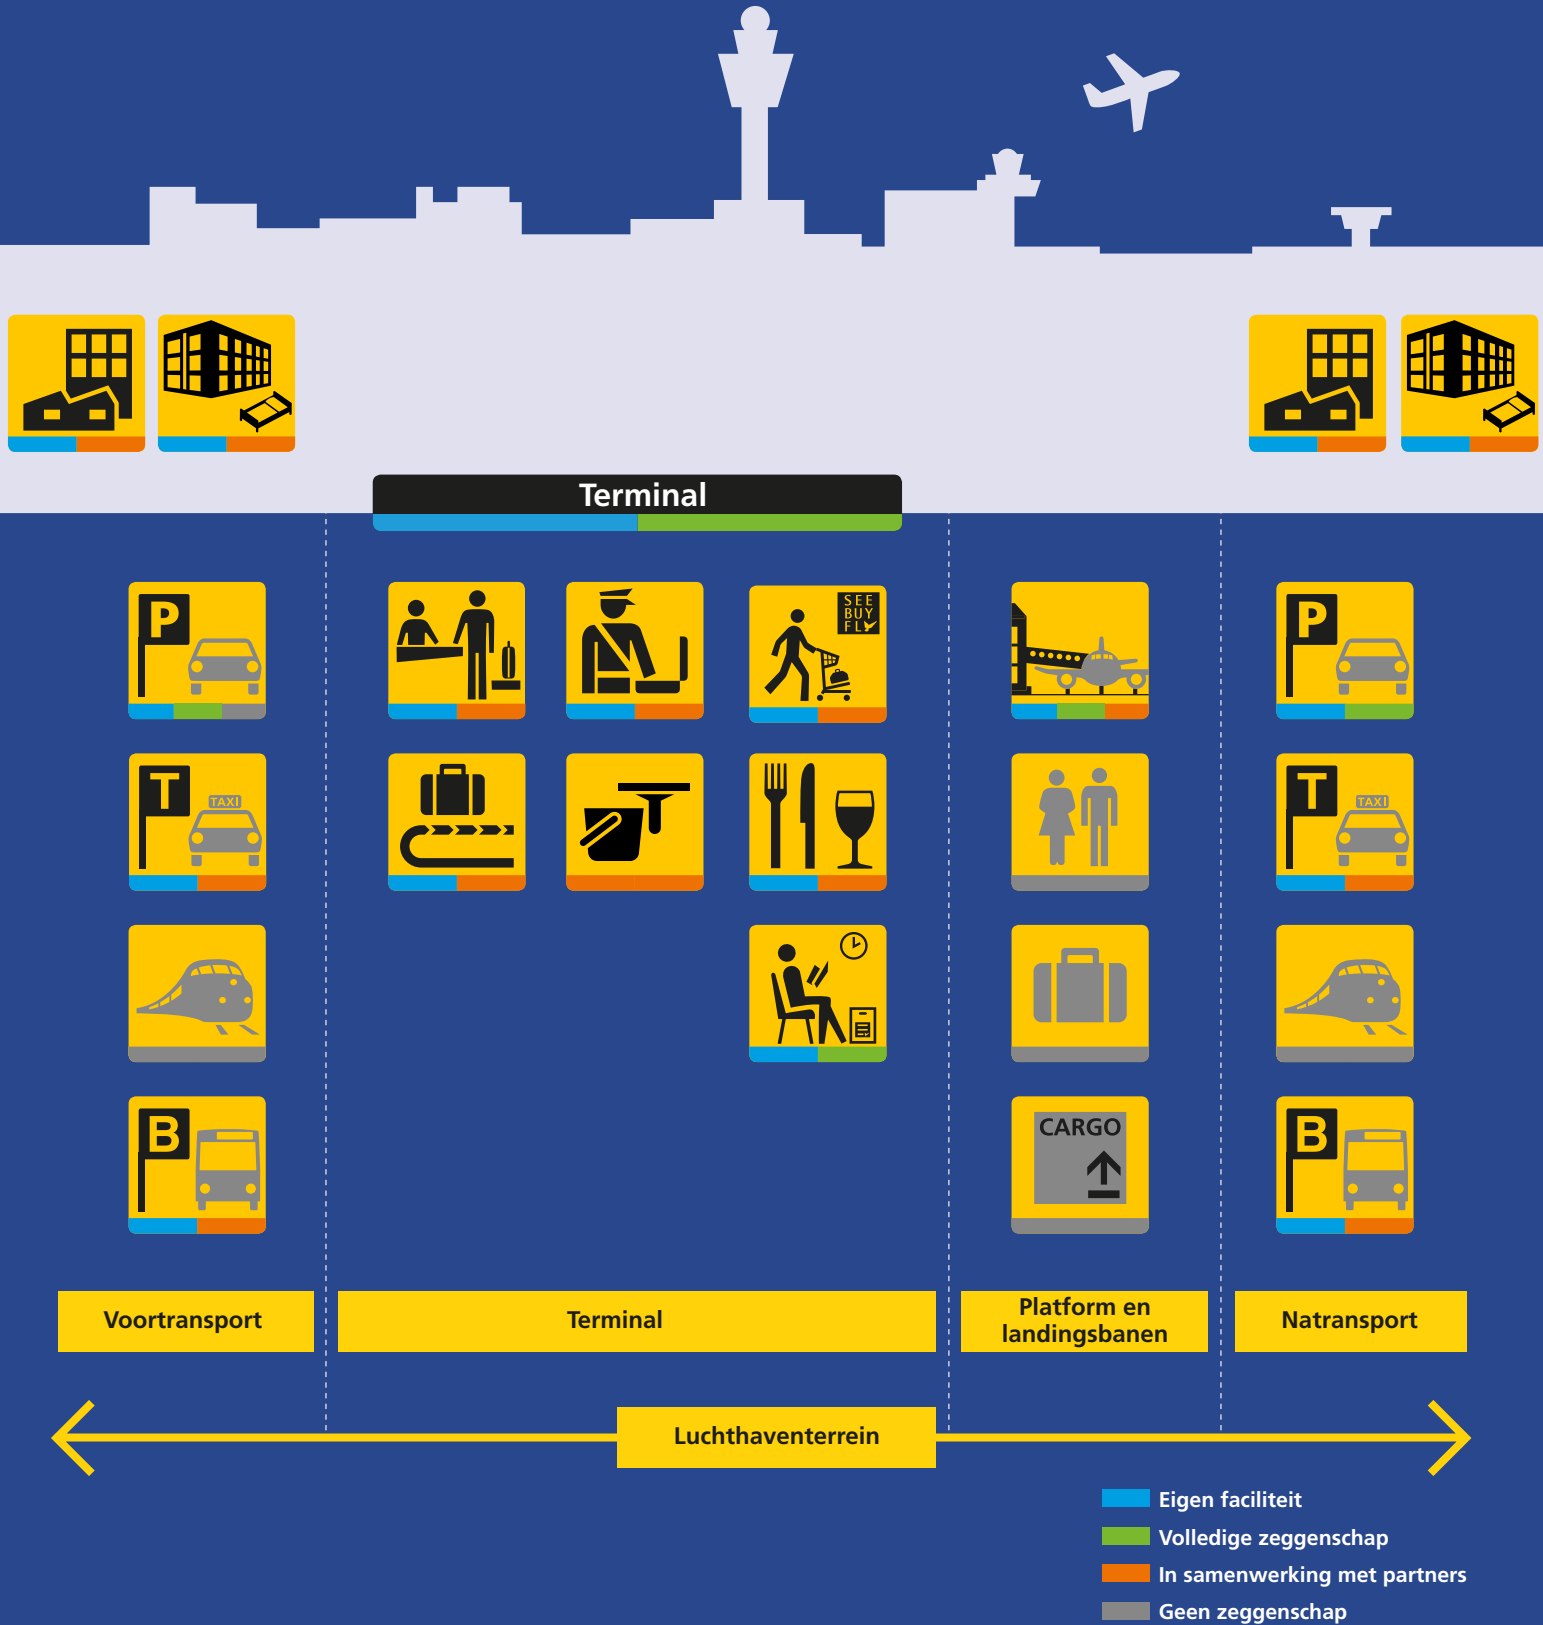 Terminal
P
SEE
BUY
FLY
P
T
TAXI
T
TAXI
B
CARGO
B
Voortransport
Terminal
Platform en
landingsbanen
Natransport
Luchthaventerrein
Eigen faciliteit
Volledige zeggenschap
In samenwerking met partners
Geen zeggenschap